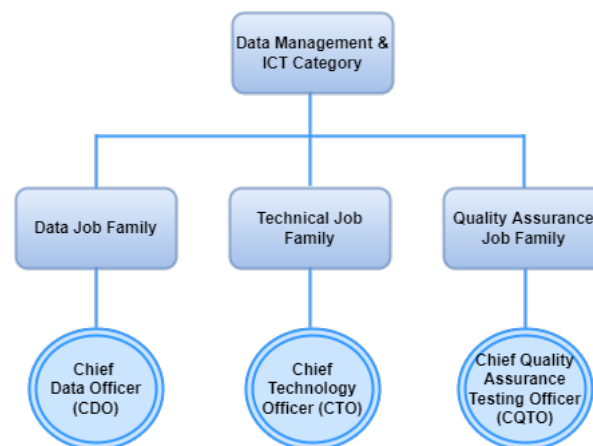 Data Management &
ICT Category
Data Job Family
Technical Job
Family
Quality Assurance
Job Family
Chief
Data Officer
(CDO)
Chief
Technology
Officer (CTO)
Chief Quality
Assurance
Testing Officer
(CQTO)